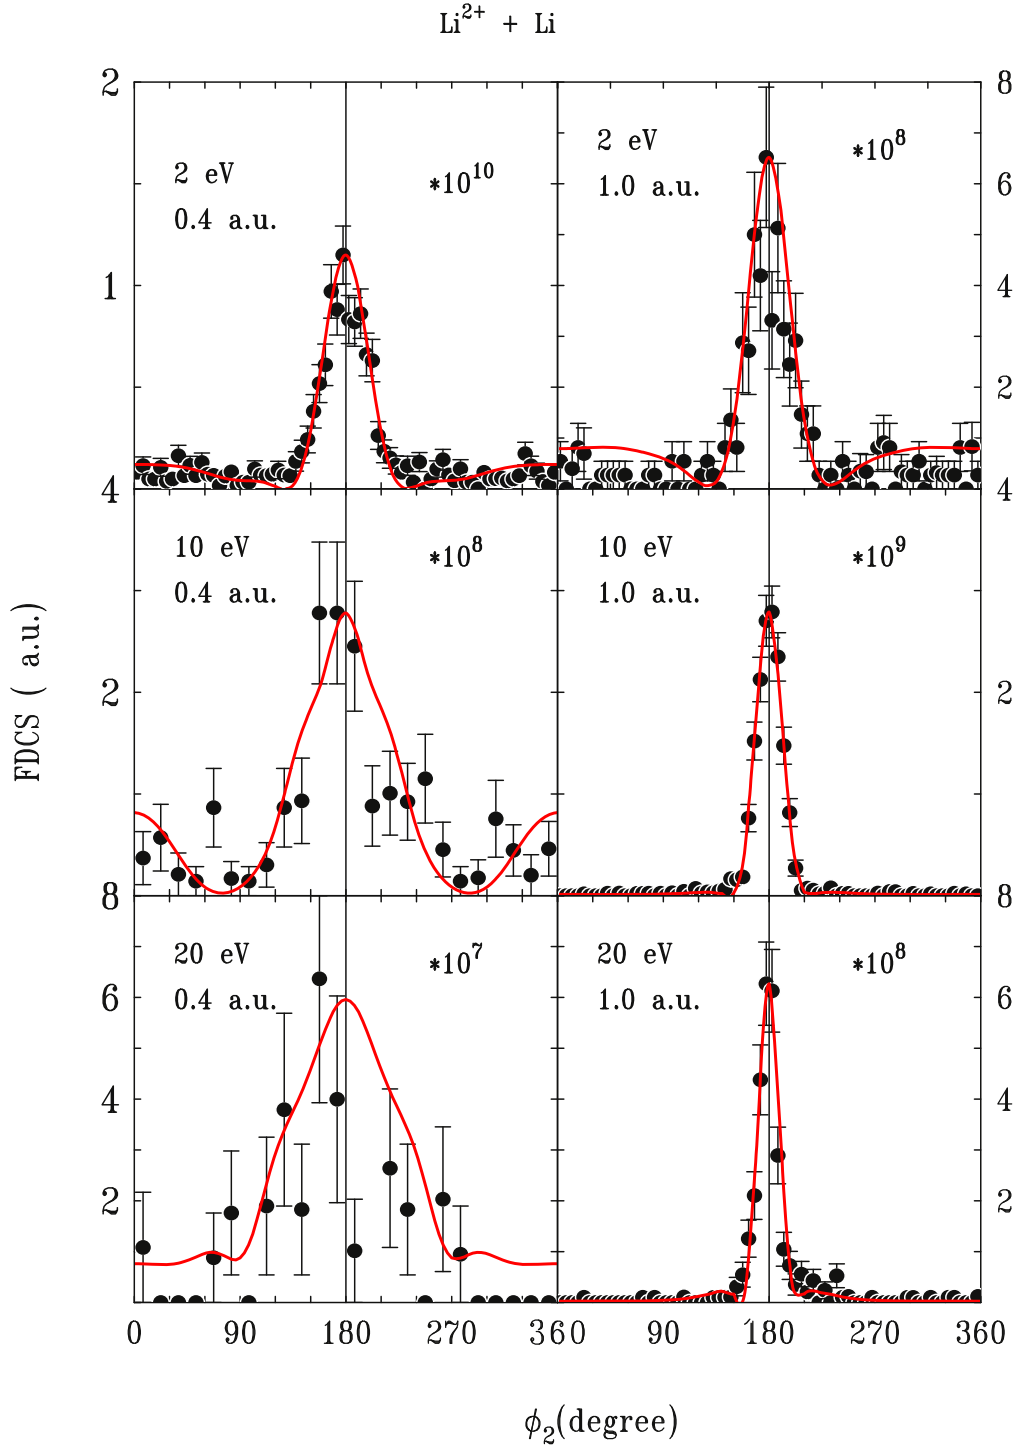 Li²⁺ + Li
2 8
2 eV *10¹⁰ 2 eV *10⁸
0.4 a.u. 1.0 a.u. 6
1 4
2
4 4
10 eV *10⁸ 10 eV *10⁹
0.4 a.u. 1.0 a.u.
FDCS ( a.u.)
2 2
8 8
20 eV *10⁷ 20 eV *10⁸
0.4 a.u. 1.0 a.u.
6 6
4 4
2 2
0 90 180 270 360 90 180 270 360
ϕ₂(degree)